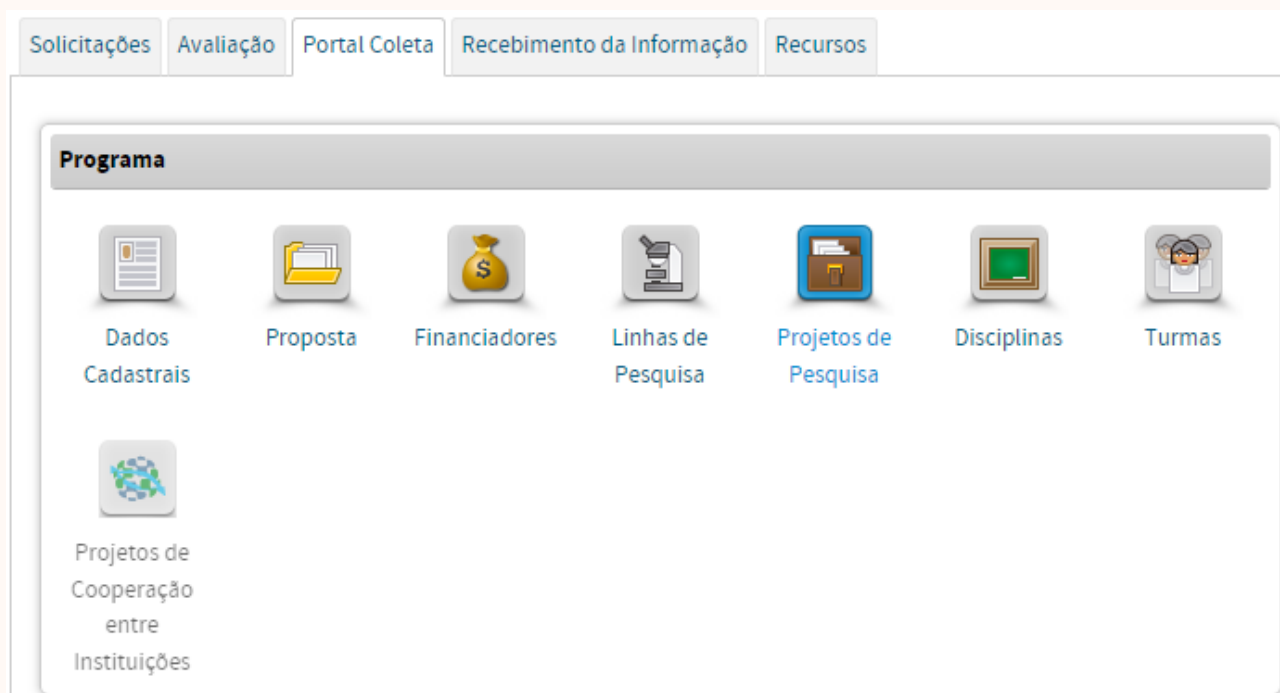 Solicitações Avaliação Portal Coleta Recebimento da Informação Recursos
Programa
Dados
Cadastrais
Proposta
Financiadores
Linhas de
Pesquisa
Projetos de
Pesquisa
Disciplinas
Turmas
Projetos de
Cooperação
entre
Instituições